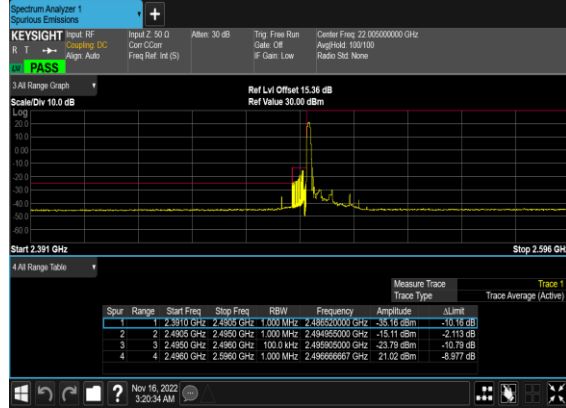 Spectrum Analyzer 1
Spurious Emissions
+
KEYSIGHT Input: RF Input Z: 50 Ω Atten: 30 dB Trig: Free Run Center Freq: 22.005000000 GHz
R T Coupling: DC Corr CCorr Gate: Off Avg|Hold: 100/100
Align: Auto Freq Ref: Int (S) IF Gain: Low Radio Std: None
PASS
3 All Range Graph
Ref Lvl Offset 15.36 dB
Scale/Div 10.0 dB Ref Value 30.00 dBm
Log
20.0
10.0
0.00
-10.0
-20.0
-30.0
-40.0
-50.0
-60.0
Start 2.391 GHz Stop 2.596 GHz
4 All Range Table
Measure Trace Trace 1
Trace Type Trace Average (Active)
Spur Range Start Freq Stop Freq RBW Frequency Amplitude ΔLimit
1 1 2.3910 GHz 2.4905 GHz 1.000 MHz 2.486520000 GHz -35.16 dBm -10.16 dB
2 2 2.4905 GHz 2.4950 GHz 1.000 MHz 2.494955000 GHz -15.11 dBm -2.113 dB
3 3 2.4950 GHz 2.4960 GHz 100.0 kHz 2.495905000 GHz -23.79 dBm -10.79 dB
4 4 2.4960 GHz 2.5960 GHz 1.000 MHz 2.496666667 GHz 21.02 dBm -8.977 dB
? Nov 16, 2022
3:20:34 AM